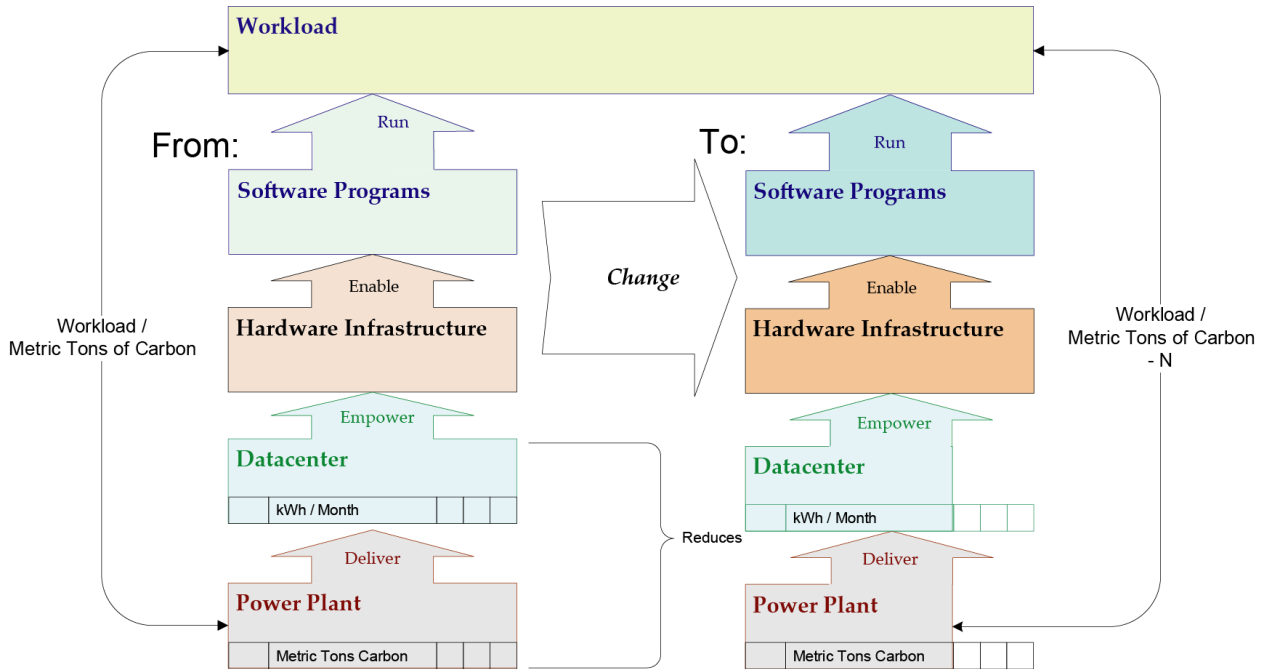 Workload
From:
Run
Software Programs
Enable
Hardware Infrastructure
Empower
Datacenter
kWh / Month
Deliver
Power Plant
Metric Tons Carbon
Workload /
Metric Tons of Carbon
Change
Reduces
To:
Run
Software Programs
Enable
Hardware Infrastructure
Empower
Datacenter
kWh / Month
Deliver
Power Plant
Metric Tons Carbon
Workload /
Metric Tons of Carbon
- N